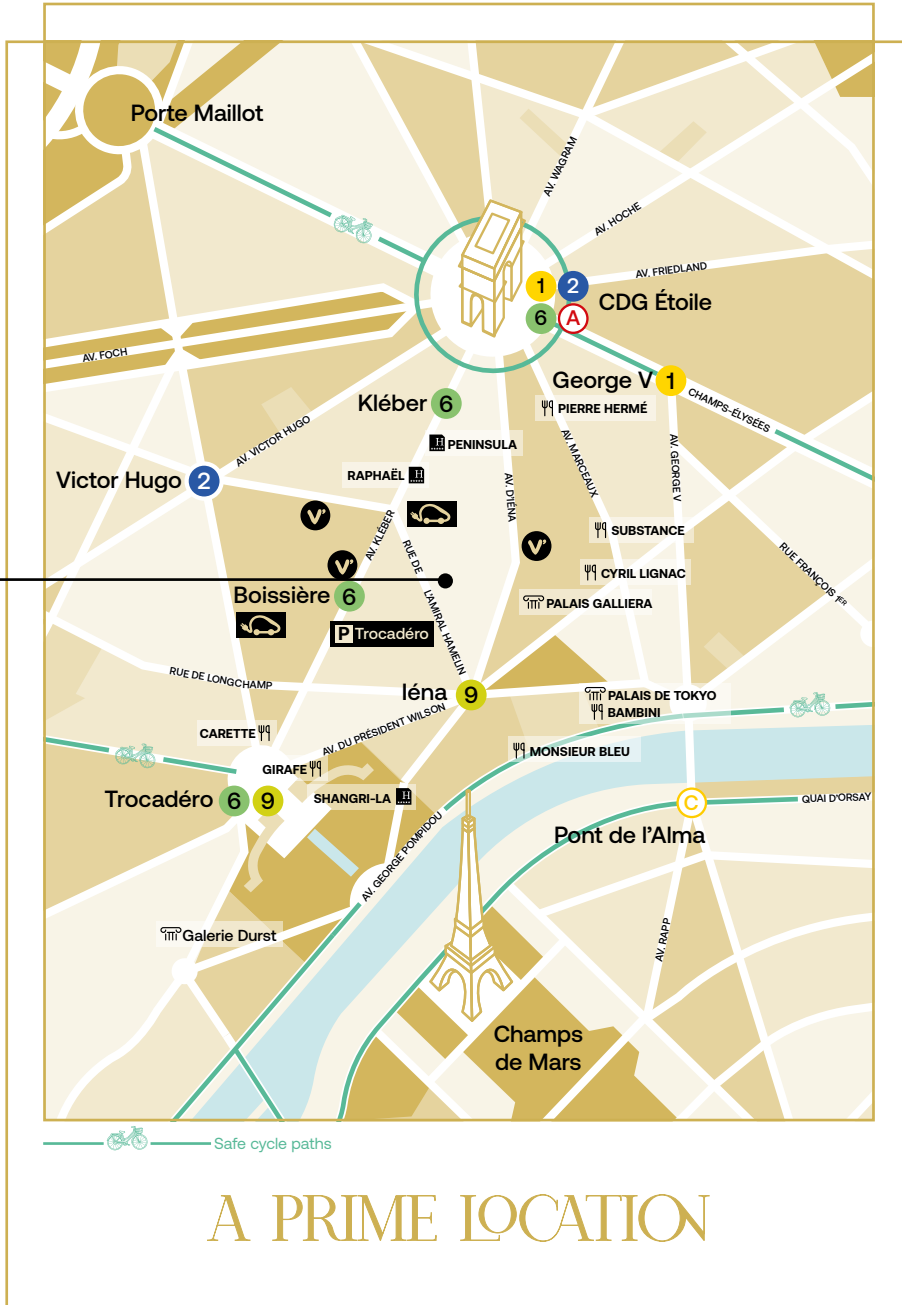 Porte Maillot
AV. WAGRAM
AV. HOCHE
AV. FRIEDLAND
1 2
CDG Étoile
6 A
AV. FOCH
George V 1
CHAMPS-ÉLYSÉES
Kléber 6
PIERRE HERMÉ
AV. VICTOR HUGO
H PENINSULA
AV. MARCEAUX
AV. GEORGE V
RAPHAËL H
Victor Hugo 2
AV. D'IÉNA
V'
AV. KLÉBER
SUBSTANCE
V'
V'
RUE DE L'AMIRAL HAMELIN
CYRIL LIGNAC
RUE FRANÇOIS 1ER
Boissière 6
PALAIS GALLIERA
P Trocadéro
RUE DE LONGCHAMP
Iéna 9
PALAIS DE TOKYO
BAMBINI
CARETTE
AV. DU PRÉSIDENT WILSON
MONSIEUR BLEU
GIRAFE
Trocadéro 6 9
SHANGRI-LA H
C
QUAI D'ORSAY
Pont de l'Alma
AV. GEORGE POMPIDOU
Galerie Durst
AV. RAPP
Champs
de Mars
Safe cycle paths
A PRIME LOCATION